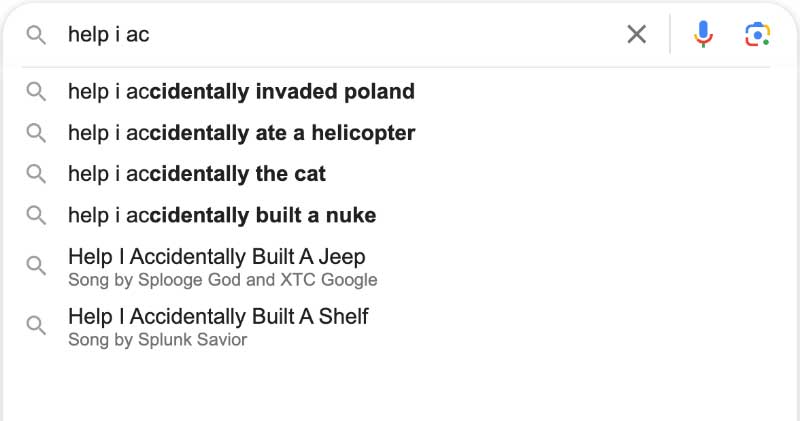 help i ac
help i accidentally invaded poland
help i accidentally ate a helicopter
help i accidentally the cat
help i accidentally built a nuke
Help I Accidentally Built A Jeep
Song by Splooge God and XTC Google
Help I Accidentally Built A Shelf
Song by Splunk Savior